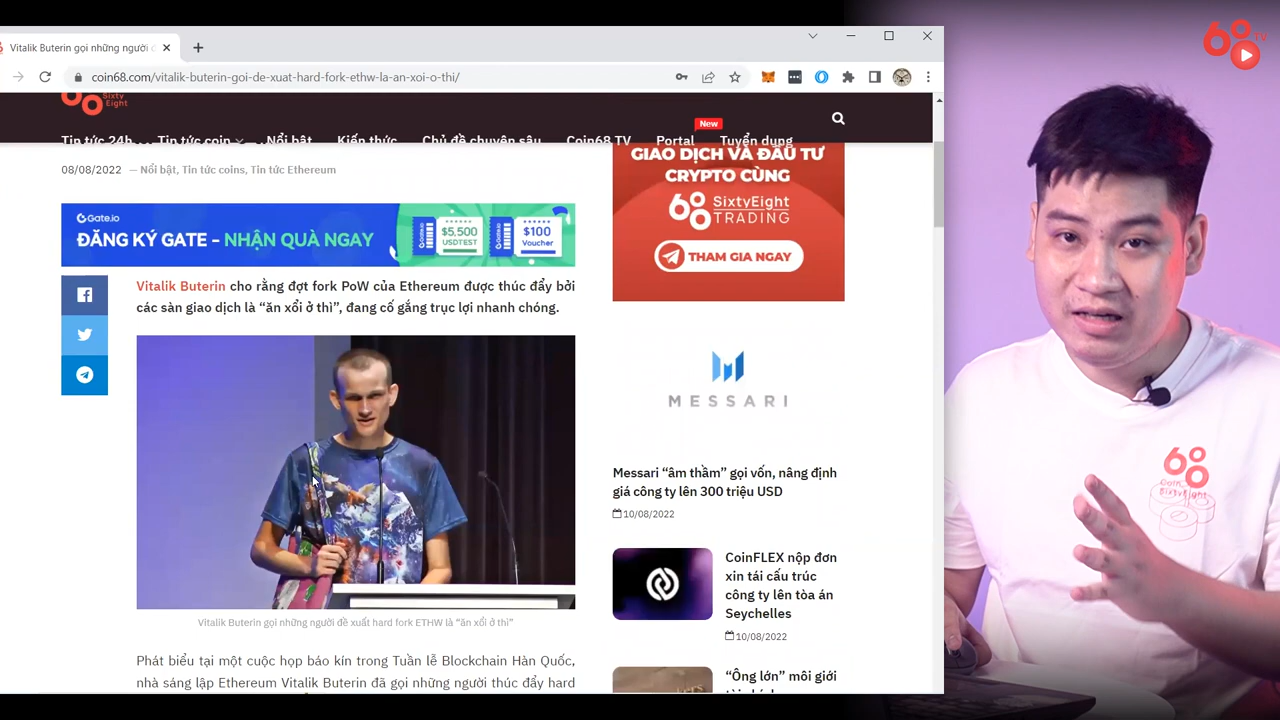 Vitalik Buterin gọi những người
coin68.com/vitalik-buterin-goi-de-xuat-hard-fork-ethw-la-an-xoi-o-thi/
68
TV
Sixty
Eight
New
Tin tức 24h
Tin tức coin
Nổi bật
Kiến thức
Chủ đề chuyên sâu
Coin68 TV
Portal
Tuyển dụng
08/08/2022 — Nổi bật, Tin tức coins, Tin tức Ethereum
Gate.io
ĐĂNG KÝ GATE - NHẬN QUÀ NGAY
$5,500
USDTEST
$100
Voucher
Vitalik Buterin cho rằng đợt fork PoW của Ethereum được thúc đẩy bởi
các sàn giao dịch là “ăn xổi ở thì”, đang cố gắng trục lợi nhanh chóng.
Vitalik Buterin gọi những người đề xuất hard fork ETHW là “ăn xổi ở thì”
Phát biểu tại một cuộc họp báo kín trong Tuần lễ Blockchain Hàn Quốc,
nhà sáng lập Ethereum Vitalik Buterin đã gọi những người thúc đẩy hard
GIAO DỊCH VÀ ĐẦU TƯ
CRYPTO CÙNG
68 SixtyEight
TRADING
THAM GIA NGAY
MESSARI
Messari “âm thầm” gọi vốn, nâng định
giá công ty lên 300 triệu USD
10/08/2022
CoinFLEX nộp đơn
xin tái cấu trúc
công ty lên tòa án
Seychelles
10/08/2022
“Ông lớn” môi giới
68
Coin
SixtyEight